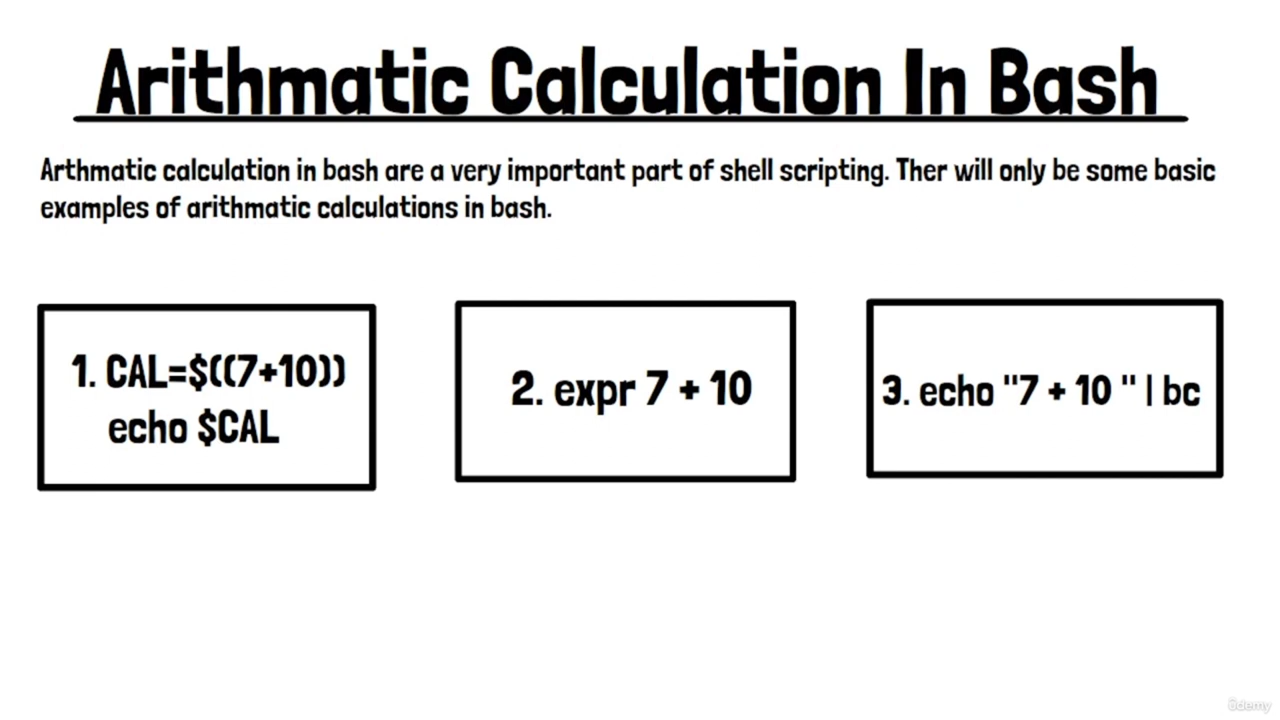 Arithmatic Calculation In Bash
Arthmatic calculation in bash are a very important part of shell scripting. Ther will only be some basic
examples of arithmatic calculations in bash.
1. CAL=$((7+10))
echo $CAL
2. expr 7 + 10
3. echo "7 + 10 " | bc
ûdemy